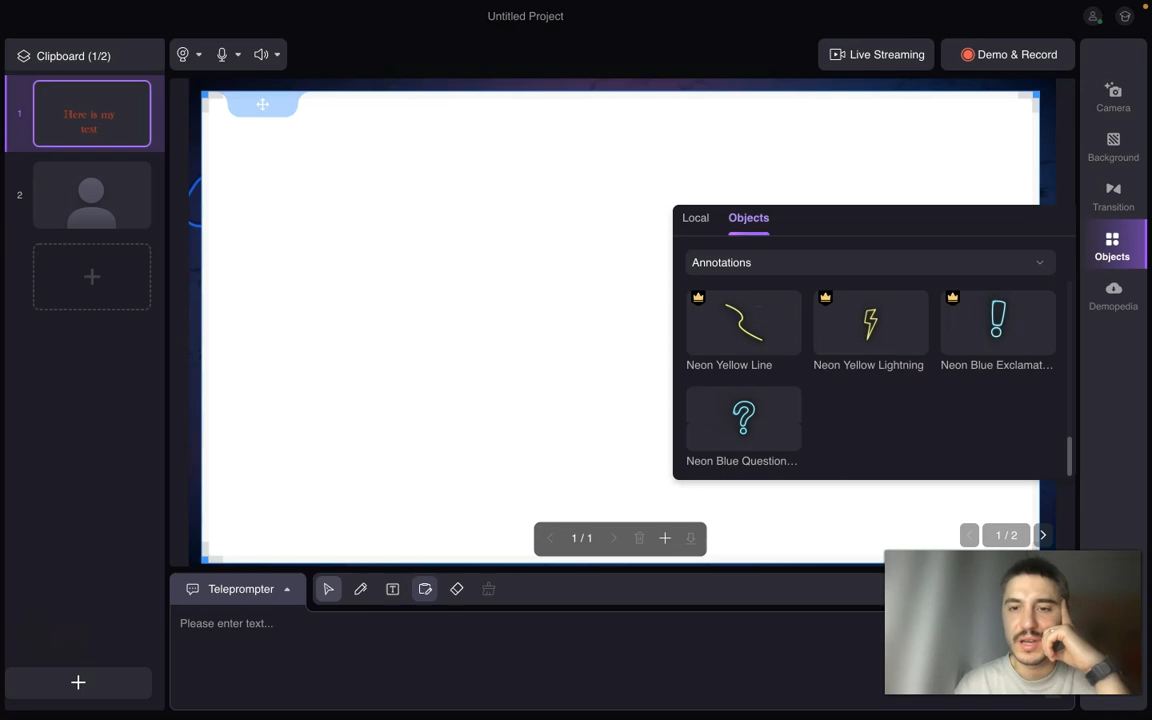 Untitled Project
Clipboard (1/2)
Live Streaming
Demo & Record
1
Here is my
text
2
Camera
Background
Transition
Objects
Demopedia
Local
Objects
Annotations
Neon Yellow Line
Neon Yellow Lightning
Neon Blue Exclamat...
Neon Blue Question...
1 / 1
1 / 2
Teleprompter
Please enter text...